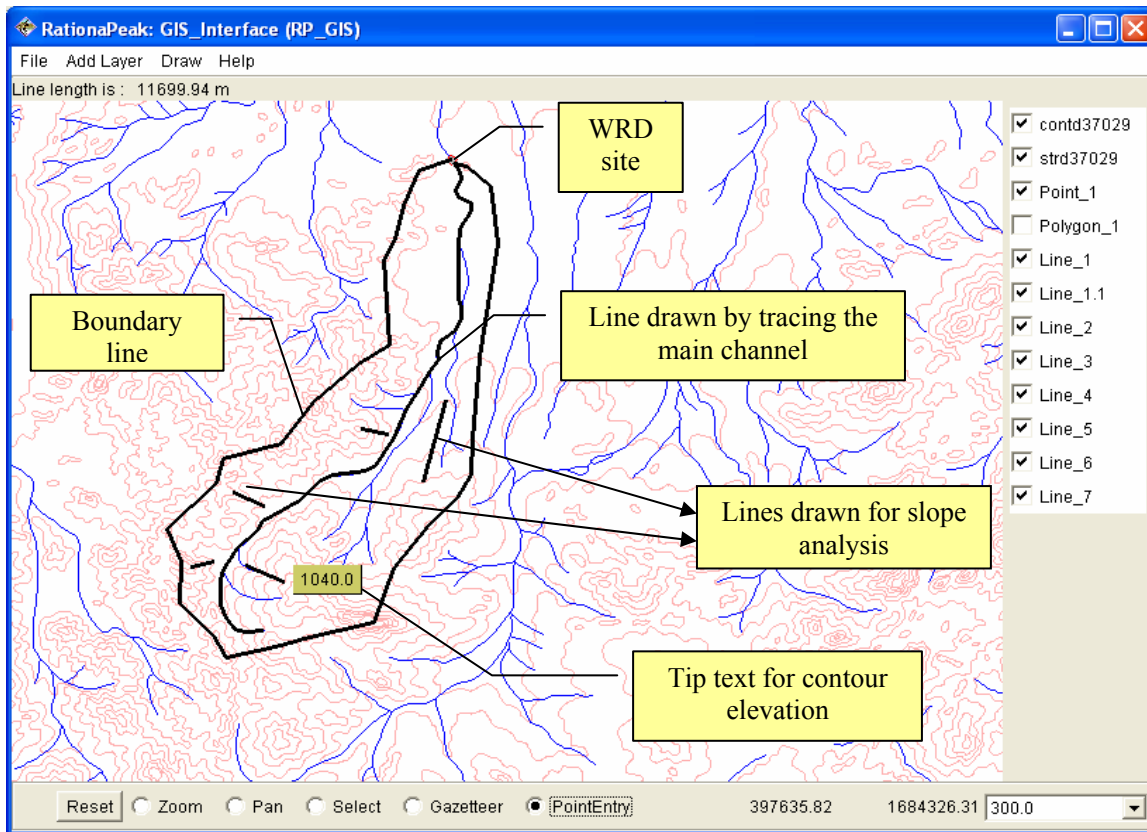 RationaPeak: GIS_Interface (RP_GIS)
File Add Layer Draw Help
Line length is : 11699.94 m
WRD
site
Boundary
line
Line drawn by tracing the
main channel
Lines drawn for slope
analysis
1040.0
Tip text for contour
elevation
contd37029
strd37029
Point_1
Polygon_1
Line_1
Line_1.1
Line_2
Line_3
Line_4
Line_5
Line_6
Line_7
Reset Zoom Pan Select Gazetteer PointEntry 397635.82 1684326.31 300.0